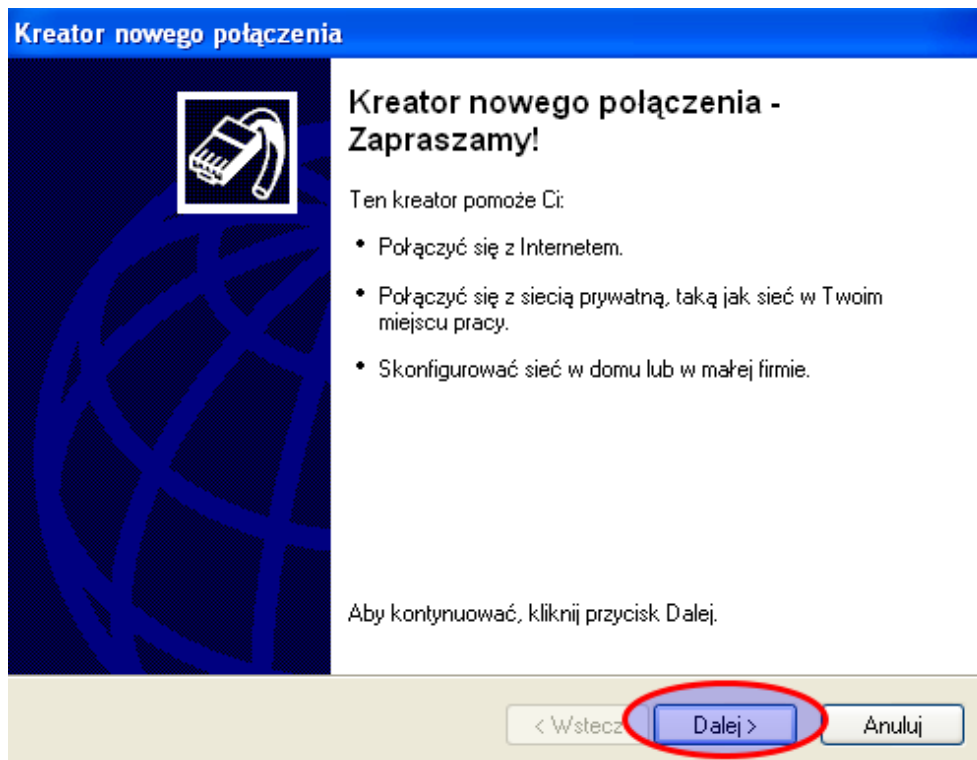 Kreator nowego połączenia
Kreator nowego połączenia -
Zapraszamy!
Ten kreator pomoże Ci:
• Połączyć się z Internetem.
• Połączyć się z siecią prywatną, taką jak sieć w Twoim
miejscu pracy.
• Skonfigurować sieć w domu lub w małej firmie.
Aby kontynuować, kliknij przycisk Dalej.
< Wstecz
Dalej >
Anuluj